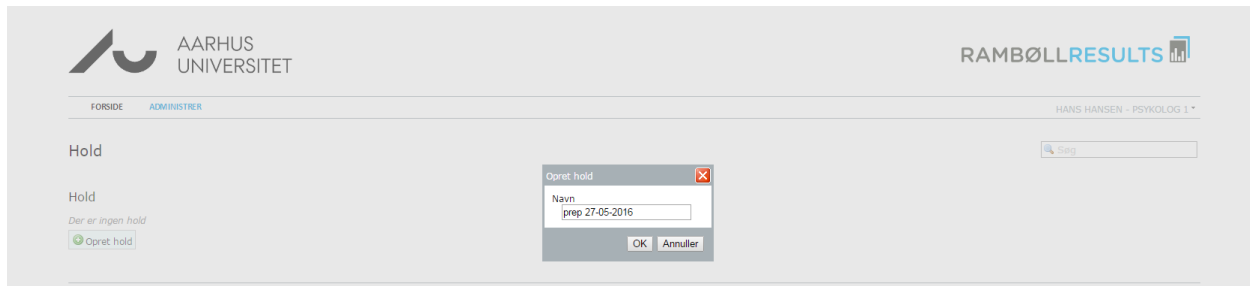 AARHUS
UNIVERSITET
RAMBØLLRESULTS
FORSIDE ADMINISTRER
HANS HANSEN - PSYKOLOG 1
Hold
Søg
Opret hold
Navn
prep 27-05-2016
OK Annuller
Hold
Der er ingen hold
Opret hold